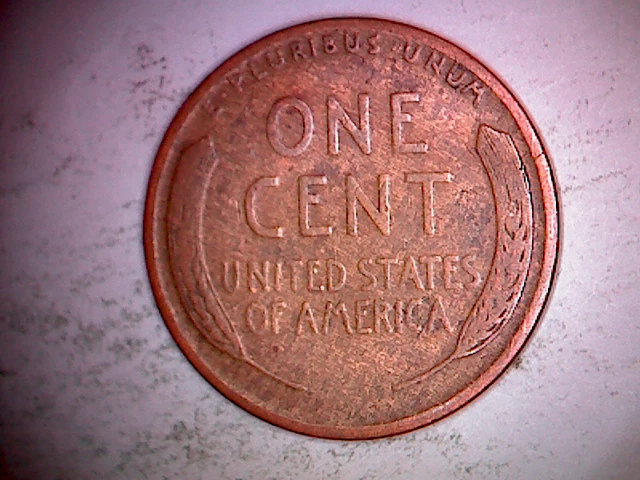 E PLURIBUS UNUM
ONE
CENT
UNITED STATES
OF AMERICA